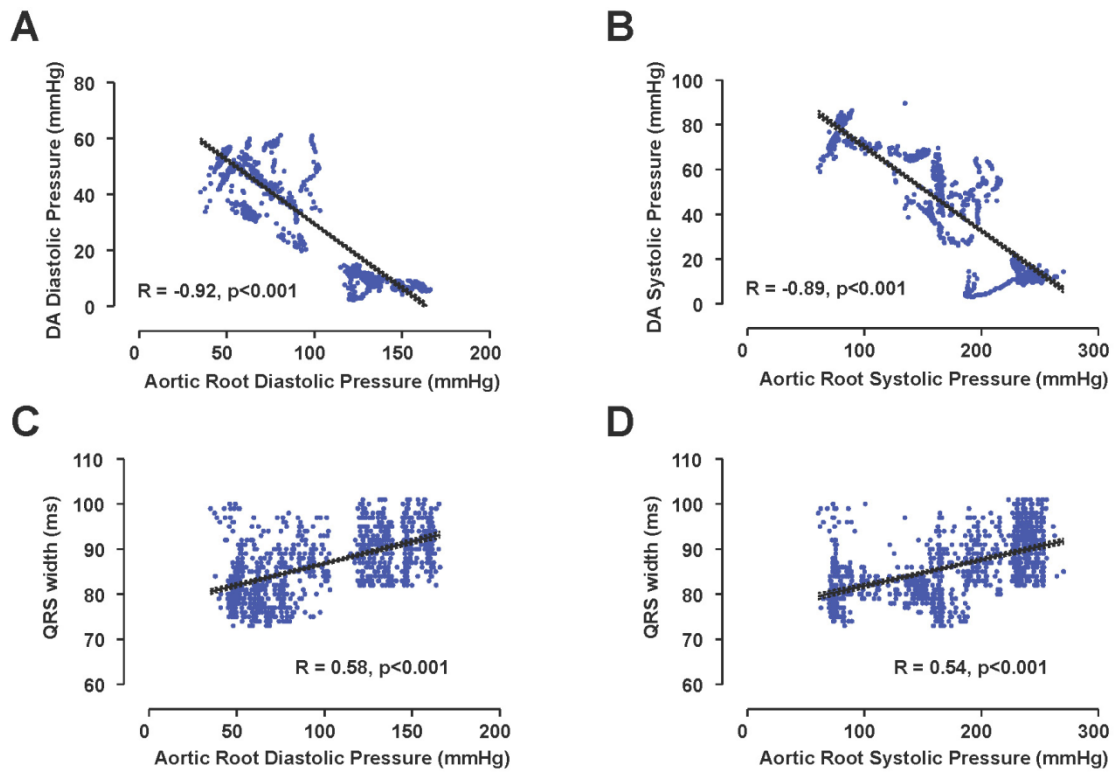 A
DA Diastolic Pressure (mmHg)
80
60
40
20
0
R = -0.92, p<0.001
0 50 100 150 200
Aortic Root Diastolic Pressure (mmHg)
B
DA Systolic Pressure (mmHg)
100
80
60
40
20
0
R = -0.89, p<0.001
0 100 200 300
Aortic Root Systolic Pressure (mmHg)
C
QRS width (ms)
110
100
90
80
70
60
R = 0.58, p<0.001
0 50 100 150 200
Aortic Root Diastolic Pressure (mmHg)
D
QRS width (ms)
110
100
90
80
70
60
R = 0.54, p<0.001
0 100 200 300
Aortic Root Systolic Pressure (mmHg)